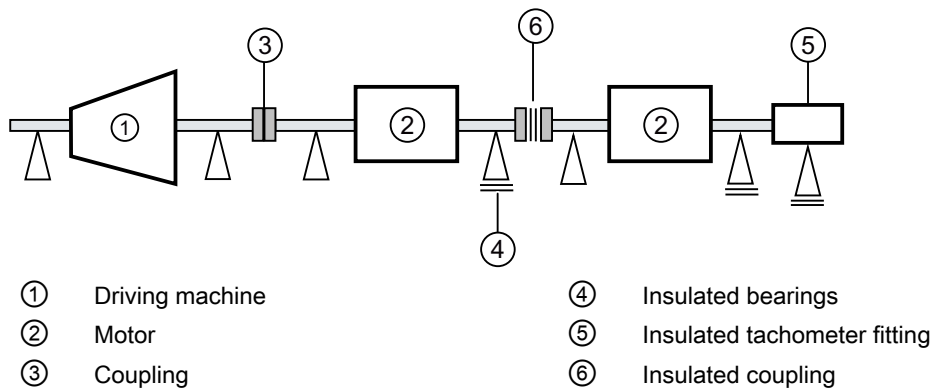 ③ ⑥ ⑤
① ② ②
④
① Driving machine
② Motor
③ Coupling
④ Insulated bearings
⑤ Insulated tachometer fitting
⑥ Insulated coupling